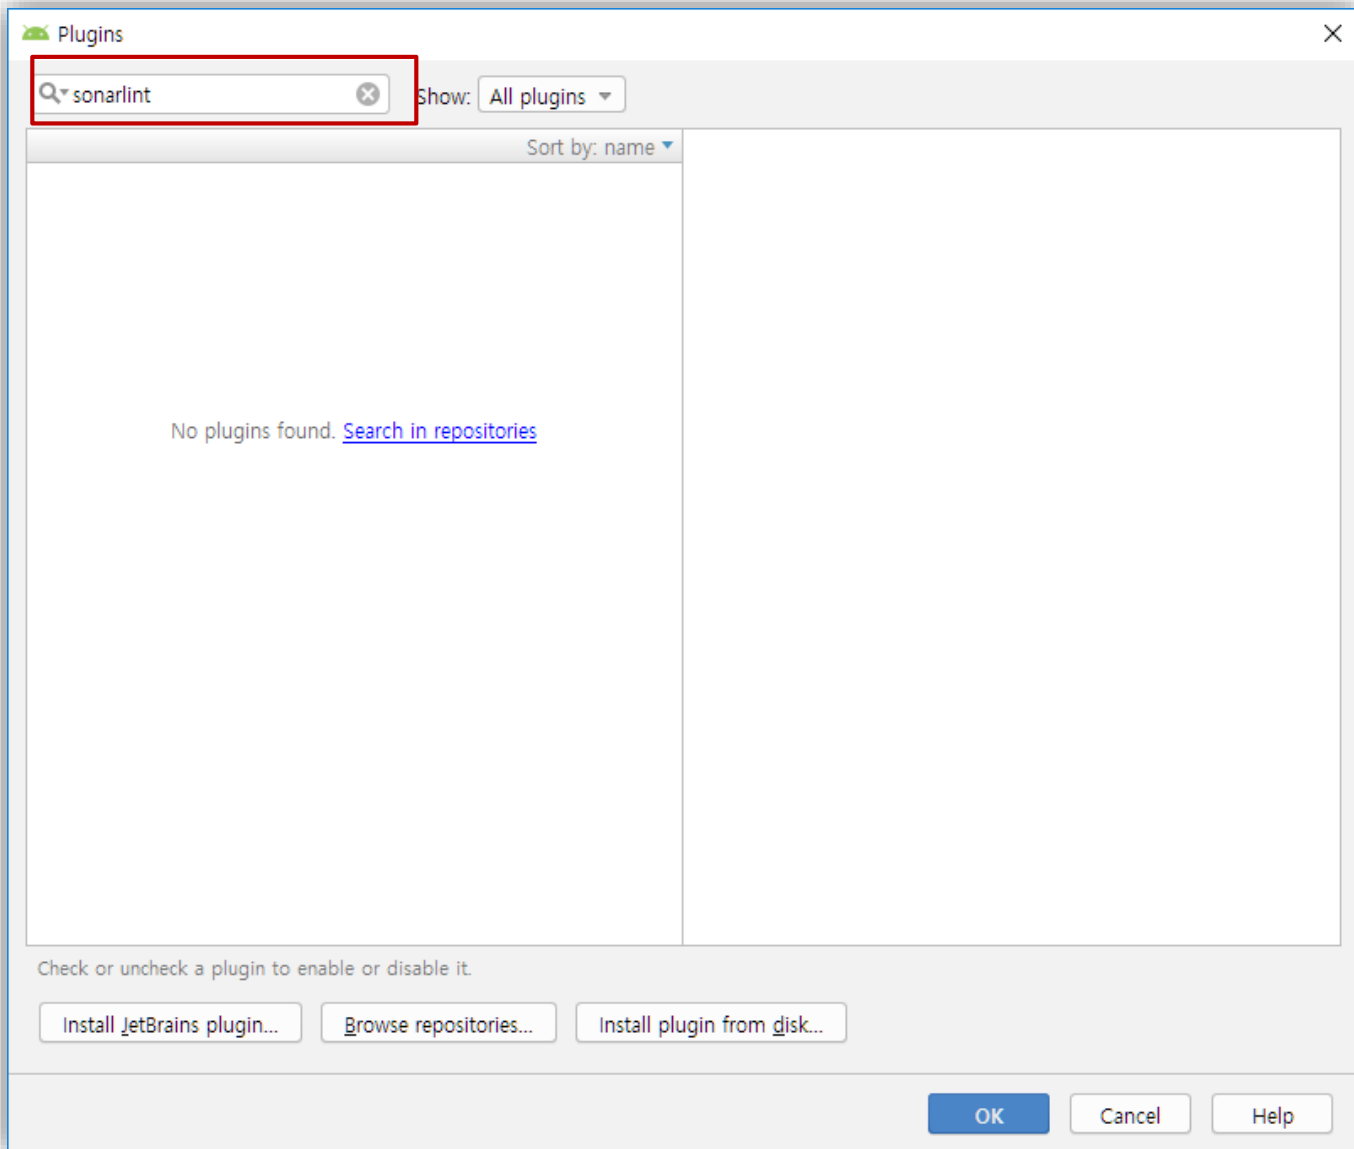 Plugins
sonarlint
Show: All plugins
Sort by: name
No plugins found. Search in repositories
Check or uncheck a plugin to enable or disable it.
Install JetBrains plugin... Browse repositories... Install plugin from disk...
OK Cancel Help